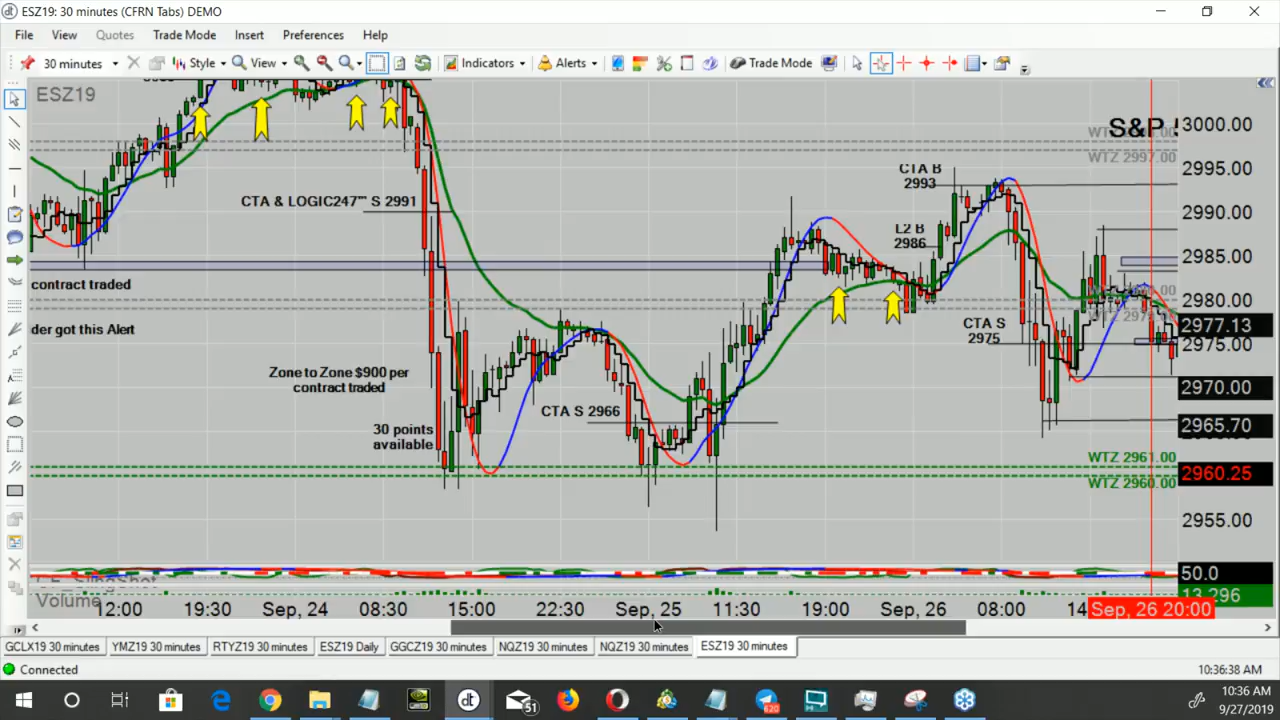 ESZ19: 30 minutes (CFRN Tabs) DEMO
File View Quotes Trade Mode Insert Preferences Help
30 minutes Style View Indicators Alerts Trade Mode
ESZ19
S&P
WTZ 2997.00
3000.00
2995.00
2990.00
2985.00
2980.00
2977.13
2975.00
2970.00
2965.70
2960.25
2955.00
50.0
13.296
CTA B
2993
CTA & LOGIC247™ S 2991
L2 B
2986
contract traded
der got this Alert
CTA S
2975
Zone to Zone $900 per
contract traded
CTA S 2966
30 points
available
WTZ 2961.00
WTZ 2960.00
CF_SlingShot
Volume
12:00 19:30 Sep, 24 08:30 15:00 22:30 Sep, 25 11:30 19:00 Sep, 26 08:00 14 Sep, 26 20:00
GCLX19 30 minutes YMZ19 30 minutes RTYZ19 30 minutes ESZ19 Daily GGCZ19 30 minutes NQZ19 30 minutes NQZ19 30 minutes ESZ19 30 minutes
Connected 10:36:38 AM
51 620 10:36 AM
9/27/2019